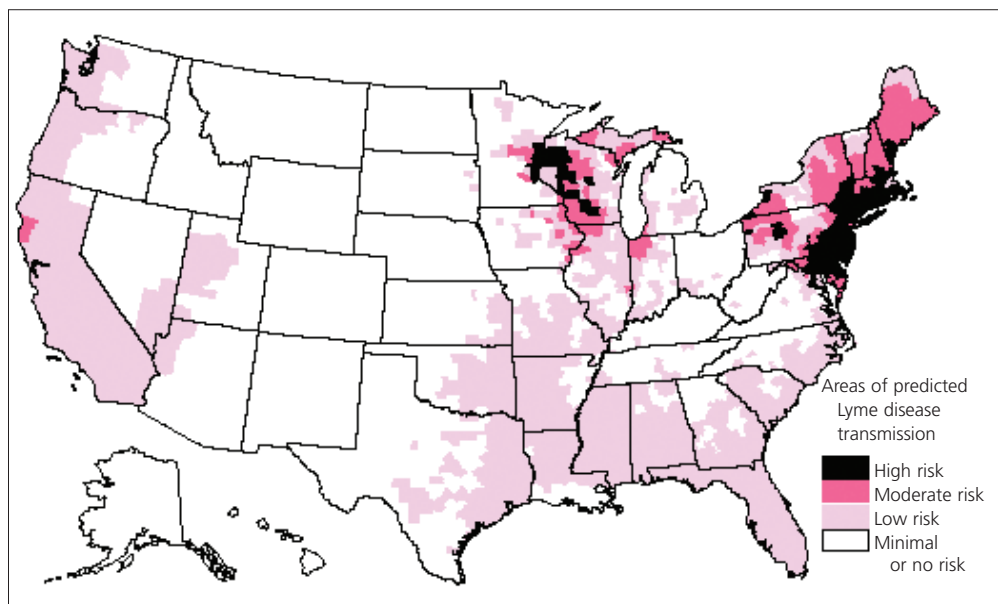 Areas of predicted
Lyme disease
transmission
High risk
Moderate risk
Low risk
Minimal
or no risk